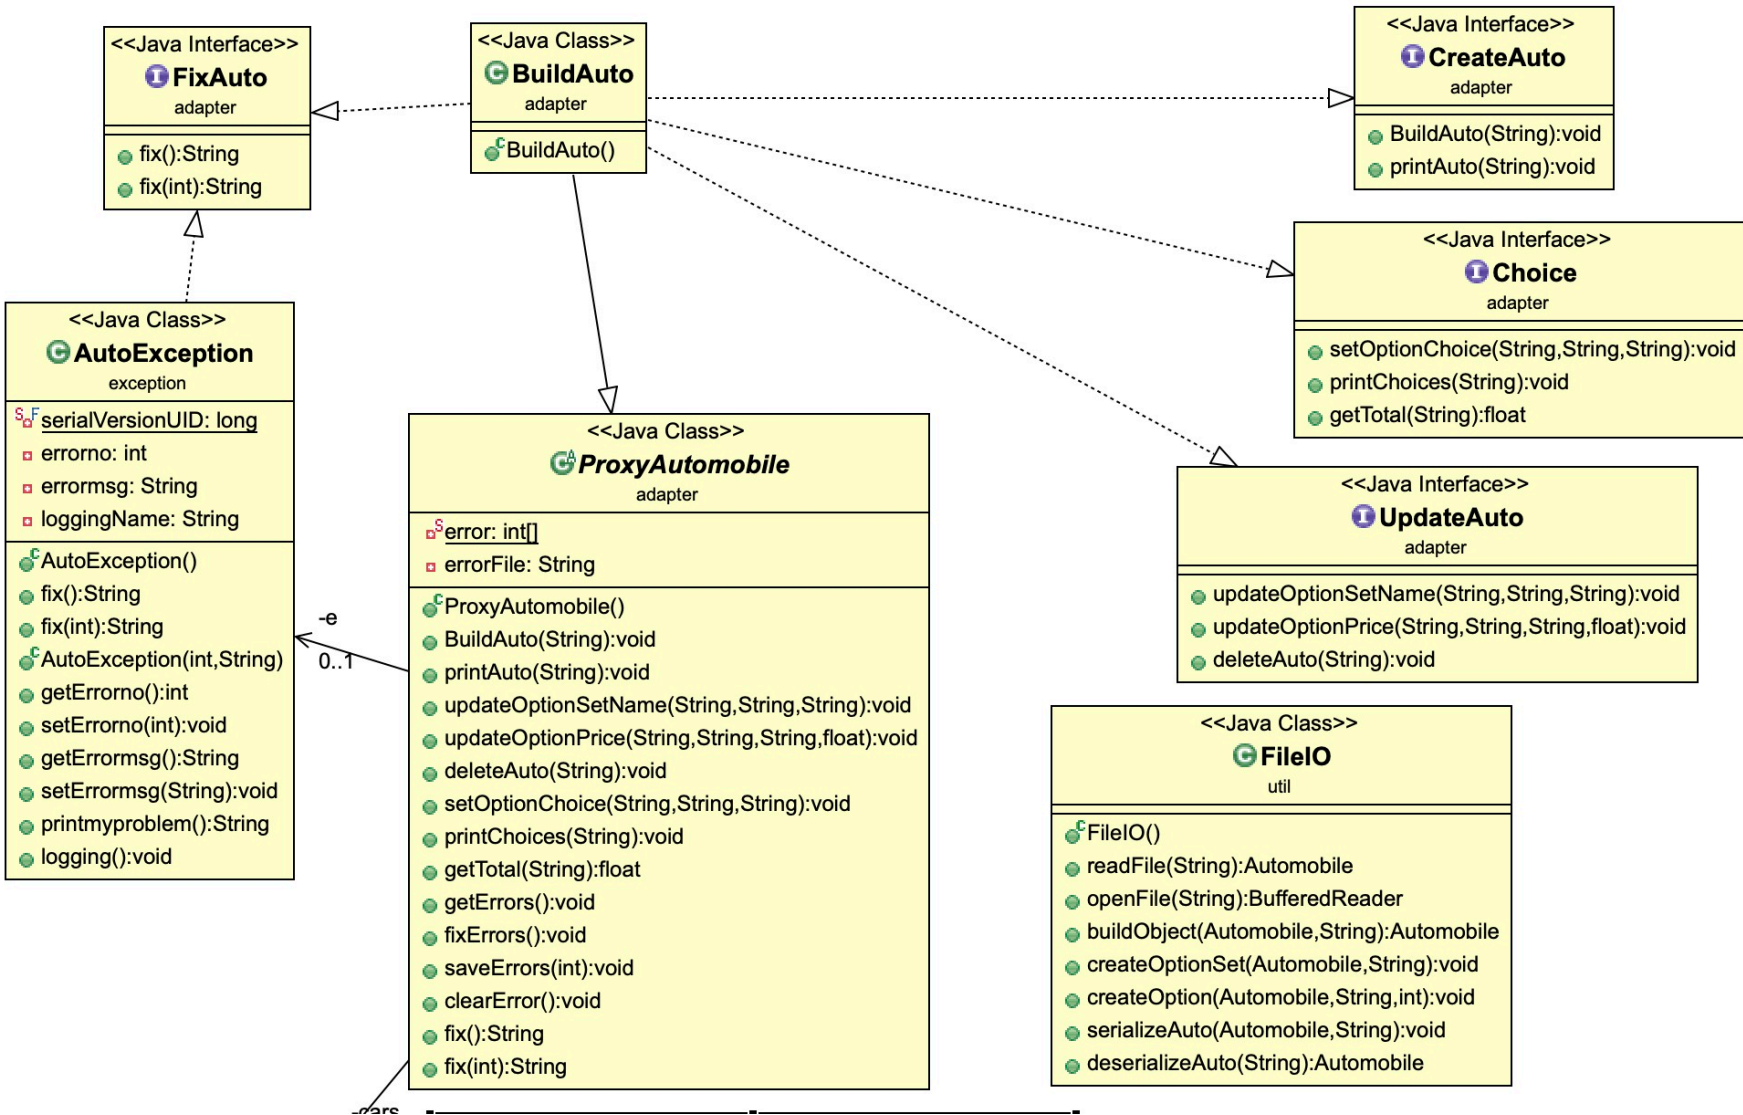 <<Java Interface>>
FixAuto
adapter
fix():String
fix(int):String
<<Java Class>>
BuildAuto
adapter
BuildAuto()
<<Java Interface>>
CreateAuto
adapter
BuildAuto(String):void
printAuto(String):void
<<Java Interface>>
Choice
adapter
setOptionChoice(String,String,String):void
printChoices(String):void
getTotal(String):float
<<Java Class>>
AutoException
exception
serialVersionUID: long
errorno: int
errormsg: String
loggingName: String
AutoException()
fix():String
fix(int):String
AutoException(int,String)
getErrorno():int
setErrorno(int):void
getErrormsg():String
setErrormsg(String):void
printmyproblem():String
logging():void
-e
0..1
<<Java Class>>
ProxyAutomobile
adapter
error: int[]
errorFile: String
ProxyAutomobile()
BuildAuto(String):void
printAuto(String):void
updateOptionSetName(String,String,String):void
updateOptionPrice(String,String,String,float):void
deleteAuto(String):void
setOptionChoice(String,String,String):void
printChoices(String):void
getTotal(String):float
getErrors():void
fixErrors():void
saveErrors(int):void
clearError():void
fix():String
fix(int):String
<<Java Interface>>
UpdateAuto
adapter
updateOptionSetName(String,String,String):void
updateOptionPrice(String,String,String,float):void
deleteAuto(String):void
<<Java Class>>
FileIO
util
FileIO()
readFile(String):Automobile
openFile(String):BufferedReader
buildObject(Automobile,String):Automobile
createOptionSet(Automobile,String):void
createOption(Automobile,String,int):void
serializeAuto(Automobile,String):void
deserializeAuto(String):Automobile
-cars